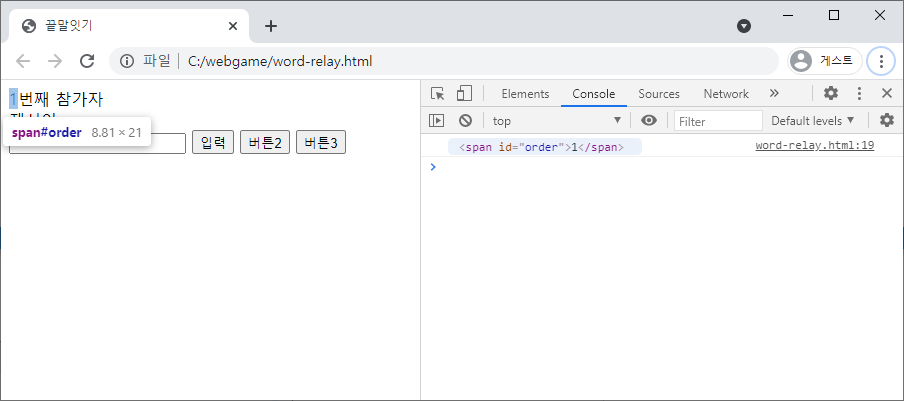 끝말잇기
파일 C:/webgame/word-relay.html 게스트
1번째 참가자
span#order 8.81 × 21
입력 버튼2 버튼3
Elements Console Sources Network
top Filter Default levels
<span id="order">1</span> word-relay.html:19